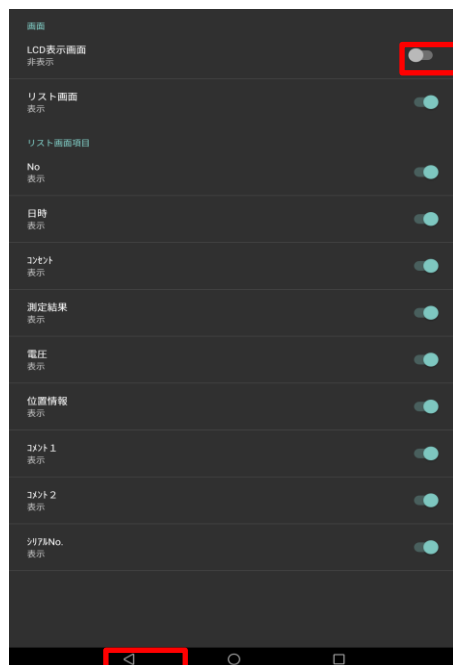 画面
LCD表示画面
非表示
リスト画面
表示
リスト画面項目
No
表示
日時
表示
ｺﾝｾﾝﾄ
表示
測定結果
表示
電圧
表示
位置情報
表示
ｺﾒﾝﾄ１
表示
ｺﾒﾝﾄ２
表示
ｼﾘｱﾙNo.
表示